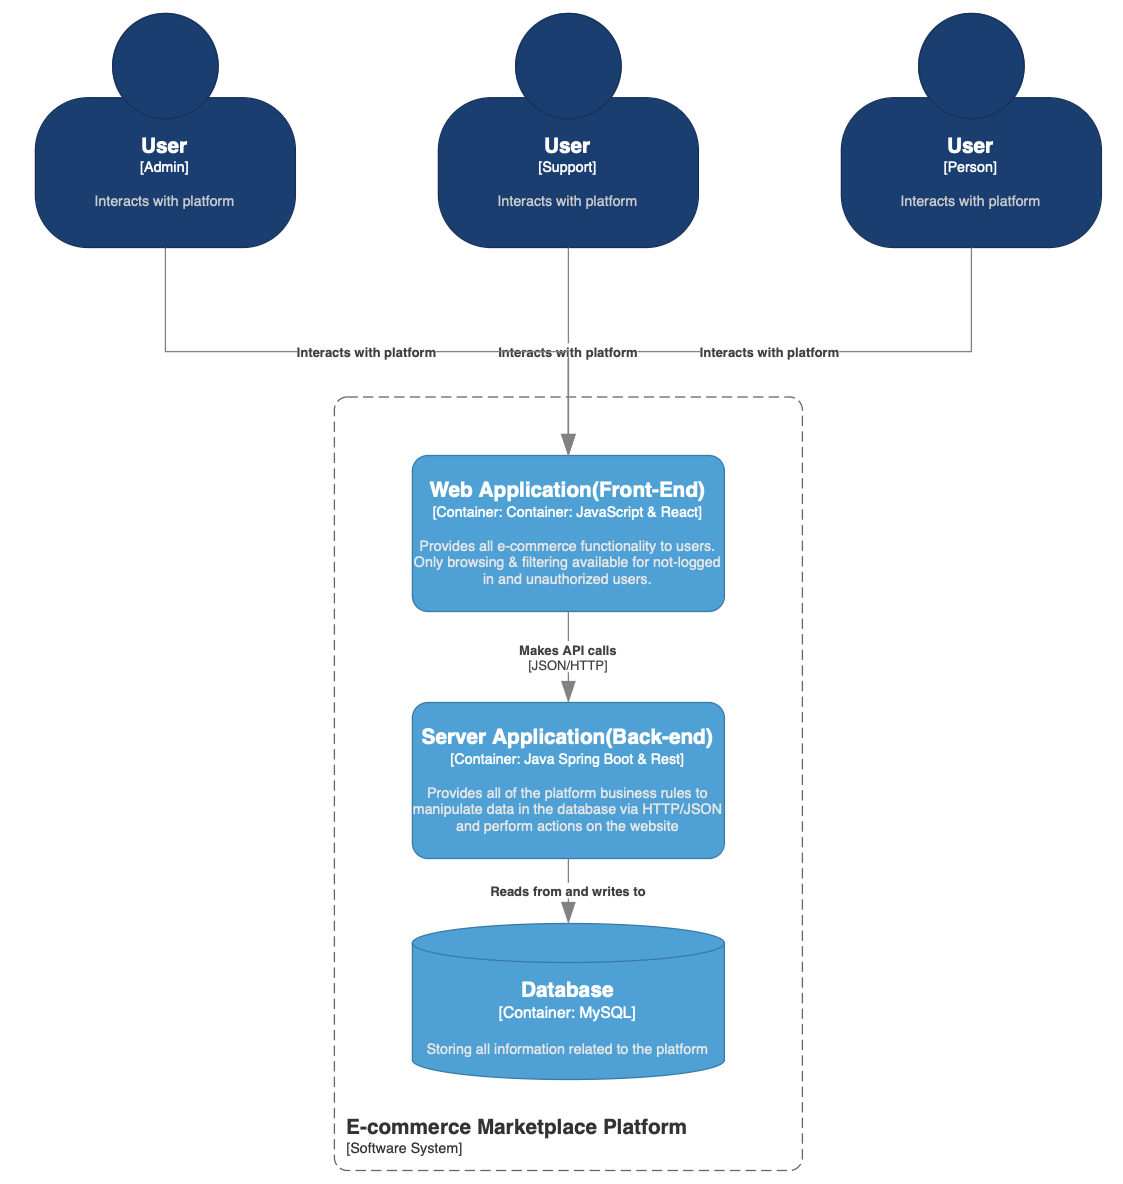 User
[Admin]
Interacts with platform
User
[Support]
Interacts with platform
User
[Person]
Interacts with platform
Interacts with platform
Interacts with platform
Interacts with platform
Web Application(Front-End)
[Container: Container: JavaScript & React]
Provides all e-commerce functionality to users.
Only browsing & filtering available for not-logged
in and unauthorized users.
Makes API calls
[JSON/HTTP]
Server Application(Back-end)
[Container: Java Spring Boot & Rest]
Provides all of the platform business rules to
manipulate data in the database via HTTP/JSON
and perform actions on the website
Reads from and writes to
Database
[Container: MySQL]
Storing all information related to the platform
E-commerce Marketplace Platform
[Software System]